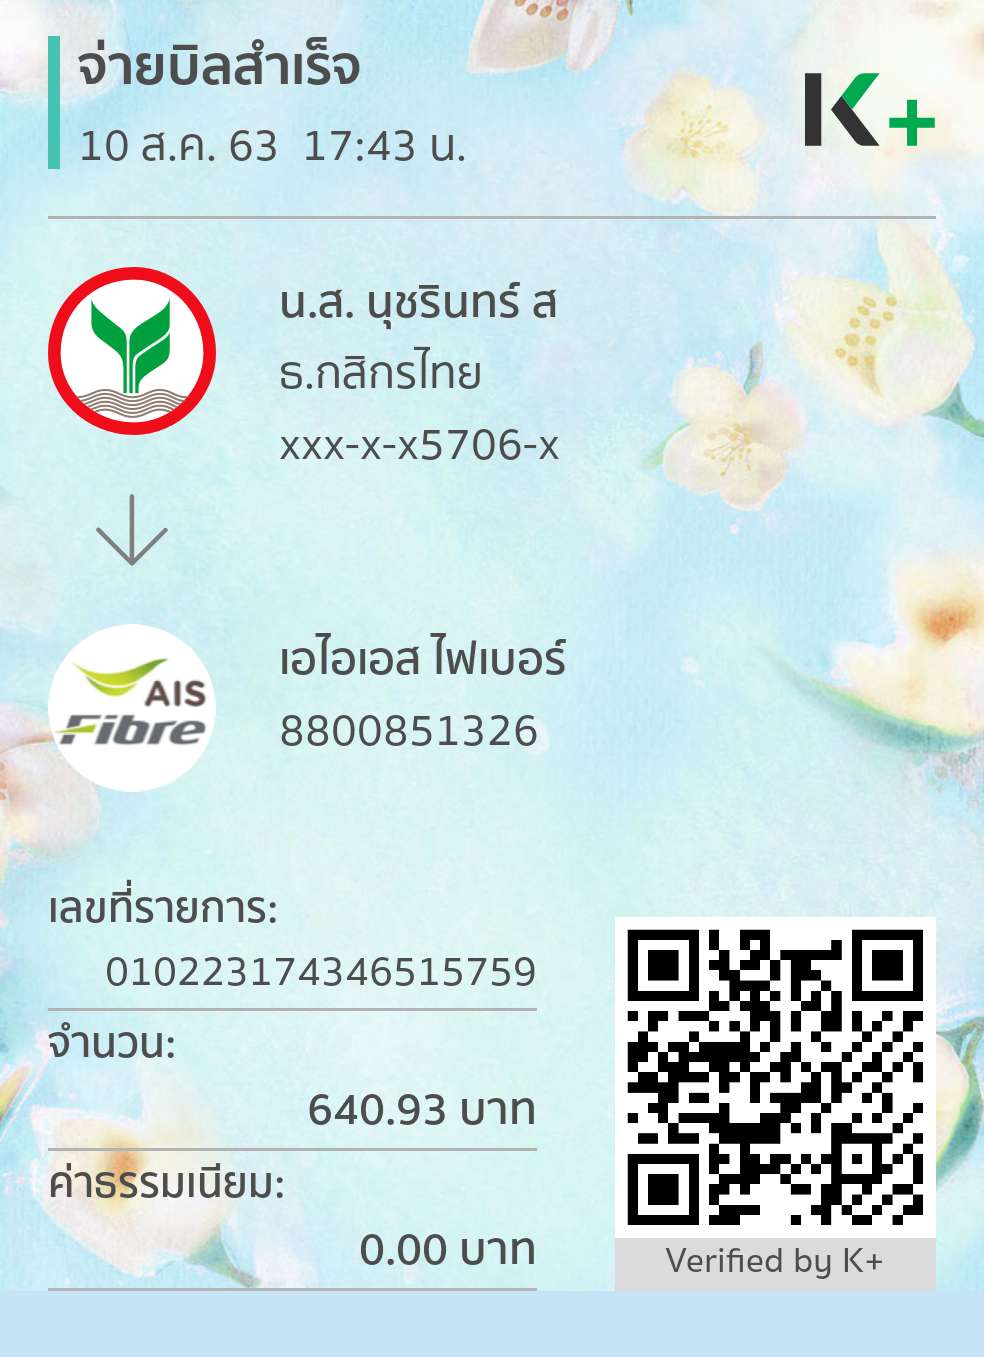 จ่ายบิลสำเร็จ
10 ส.ค. 63 17:43 น.
K+
น.ส. นุชรินทร์ ส
ธ.กสิกรไทย
xxx-x-x5706-x
AIS
Fibre
เอไอเอส ไฟเบอร์
8800851326
เลขที่รายการ:
010223174346515759
จำนวน:
640.93 บาท
ค่าธรรมเนียม:
0.00 บาท
Verified by K+